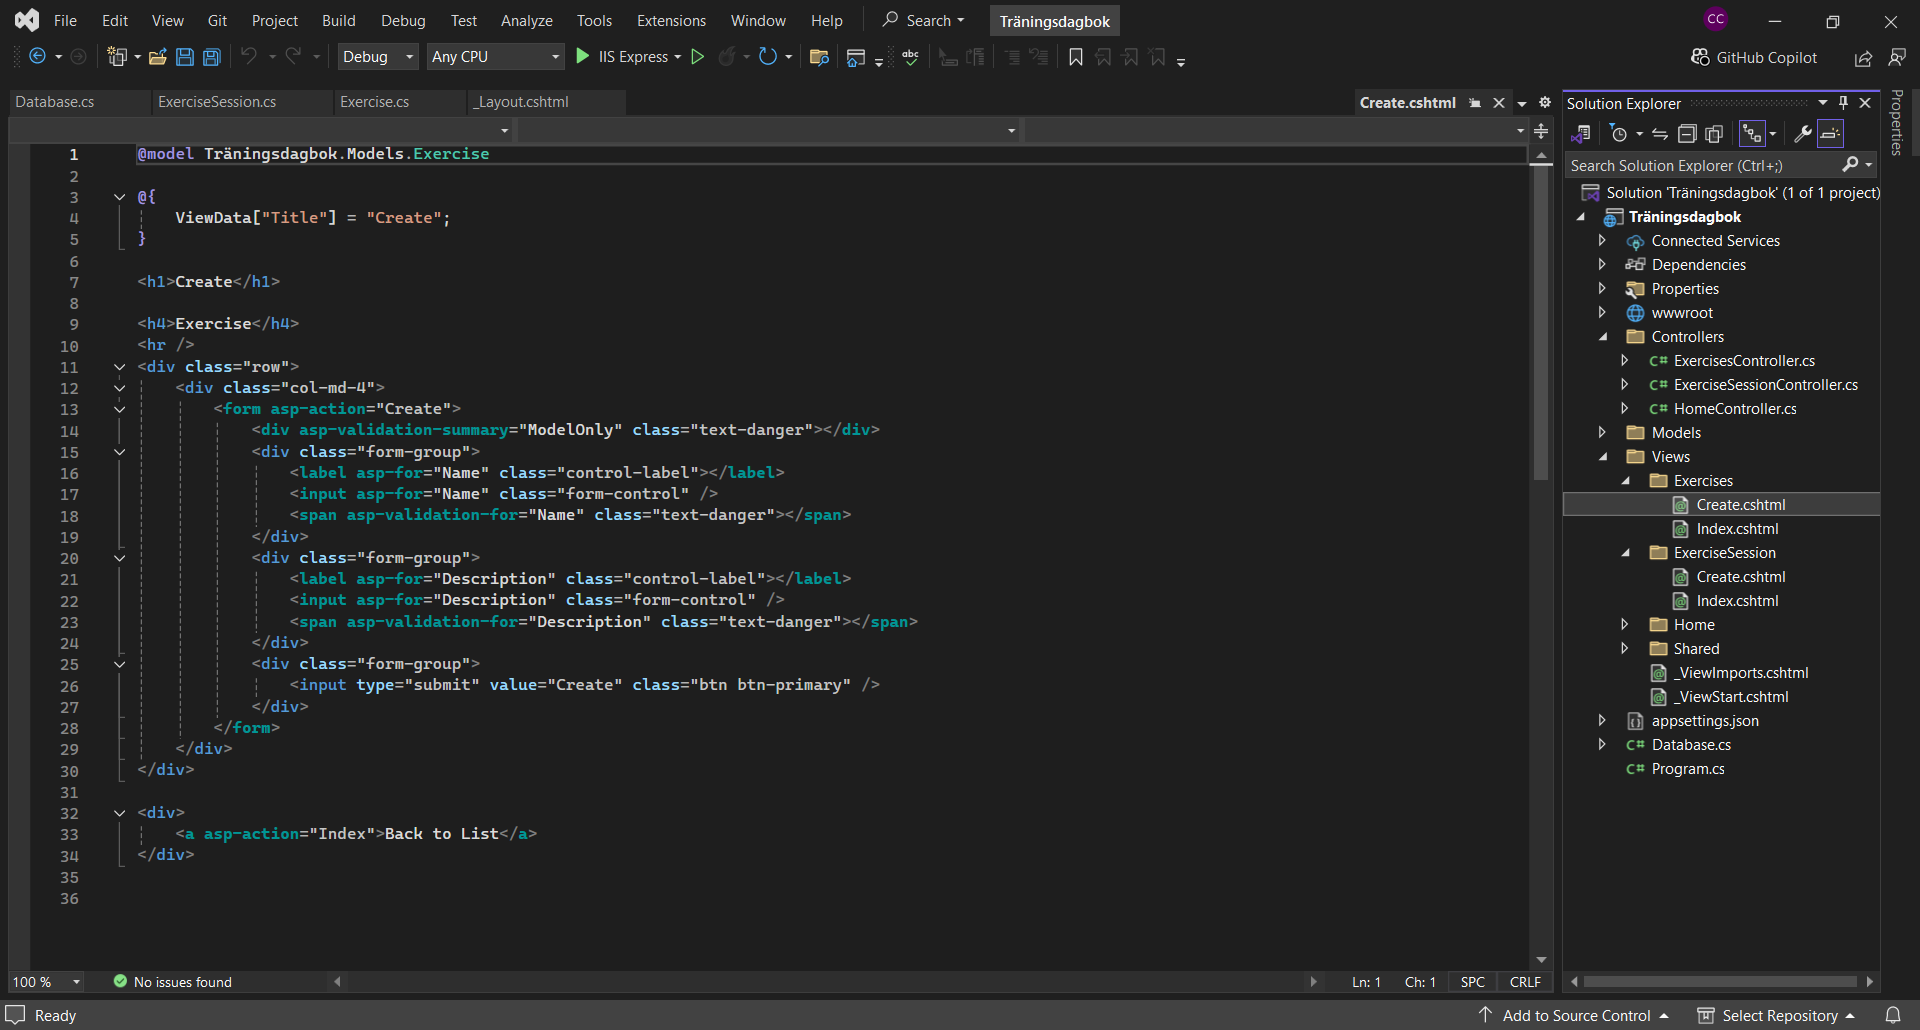 File Edit View Git Project Build Debug Test Analyze Tools Extensions Window Help Search Träningsdagbok CC
Debug Any CPU IIS Express abc GitHub Copilot
Database.cs ExerciseSession.cs Exercise.cs _Layout.cshtml Create.cshtml
1 @model Träningsdagbok.Models.Exercise
2
3 @{
4 ViewData["Title"] = "Create";
5 }
6
7 <h1>Create</h1>
8
9 <h4>Exercise</h4>
10 <hr />
11 <div class="row">
12 <div class="col-md-4">
13 <form asp-action="Create">
14 <div asp-validation-summary="ModelOnly" class="text-danger"></div>
15 <div class="form-group">
16 <label asp-for="Name" class="control-label"></label>
17 <input asp-for="Name" class="form-control" />
18 <span asp-validation-for="Name" class="text-danger"></span>
19 </div>
20 <div class="form-group">
21 <label asp-for="Description" class="control-label"></label>
22 <input asp-for="Description" class="form-control" />
23 <span asp-validation-for="Description" class="text-danger"></span>
24 </div>
25 <div class="form-group">
26 <input type="submit" value="Create" class="btn btn-primary" />
27 </div>
28 </form>
29 </div>
30 </div>
31
32 <div>
33 <a asp-action="Index">Back to List</a>
34 </div>
35
36
100 % No issues found Ln: 1 Ch: 1 SPC CRLF
Solution Explorer
Search Solution Explorer (Ctrl+;)
Solution 'Träningsdagbok' (1 of 1 project)
Träningsdagbok
Connected Services
Dependencies
Properties
wwwroot
Controllers
C# ExercisesController.cs
C# ExerciseSessionController.cs
C# HomeController.cs
Models
Views
Exercises
Create.cshtml
Index.cshtml
ExerciseSession
Create.cshtml
Index.cshtml
Home
Shared
_ViewImports.cshtml
_ViewStart.cshtml
appsettings.json
C# Database.cs
C# Program.cs
Properties
Ready Add to Source Control Select Repository